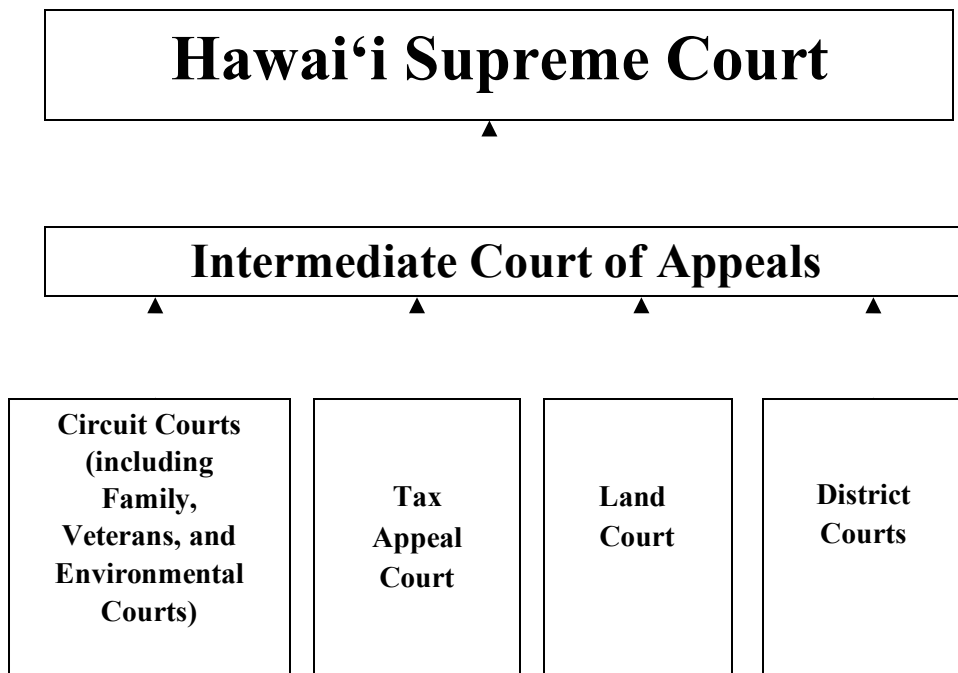 Hawai‘i Supreme Court
Intermediate Court of Appeals
Circuit Courts
(including
Family,
Veterans, and
Environmental
Courts)
Tax
Appeal
Court
Land
Court
District
Courts